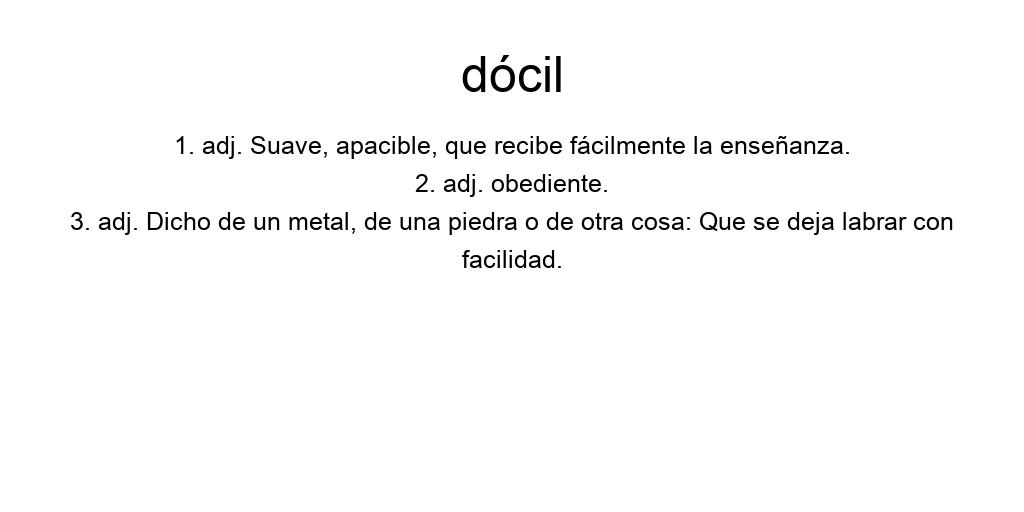 dócil
1. adj. Suave, apacible, que recibe fácilmente la enseñanza.
2. adj. obediente.
3. adj. Dicho de un metal, de una piedra o de otra cosa: Que se deja labrar con
facilidad.